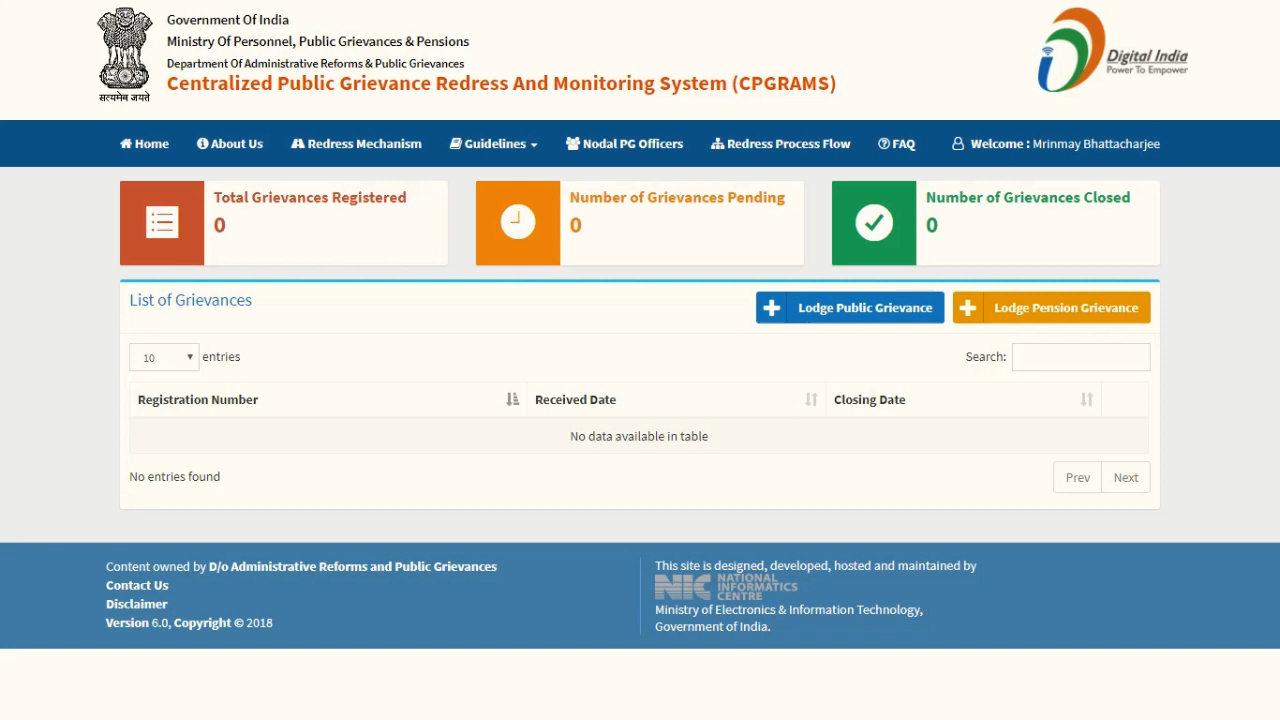 Government Of India
Ministry Of Personnel, Public Grievances & Pensions
Department Of Administrative Reforms & Public Grievances
Centralized Public Grievance Redress And Monitoring System (CPGRAMS)
सत्यमेव जयते
Digital India
Power To Empower
Home About Us Redress Mechanism Guidelines Nodal PG Officers Redress Process Flow FAQ Welcome : Mrinmay Bhattacharjee
Total Grievances Registered
0
Number of Grievances Pending
0
Number of Grievances Closed
0
List of Grievances
Lodge Public Grievance
Lodge Pension Grievance
10 entries
Search:
Registration Number Received Date Closing Date
No data available in table
No entries found
Prev Next
Content owned by D/o Administrative Reforms and Public Grievances
Contact Us
Disclaimer
Version 6.0, Copyright © 2018
This site is designed, developed, hosted and maintained by
NIC NATIONAL
INFORMATICS
CENTRE
Ministry of Electronics & Information Technology,
Government of India.